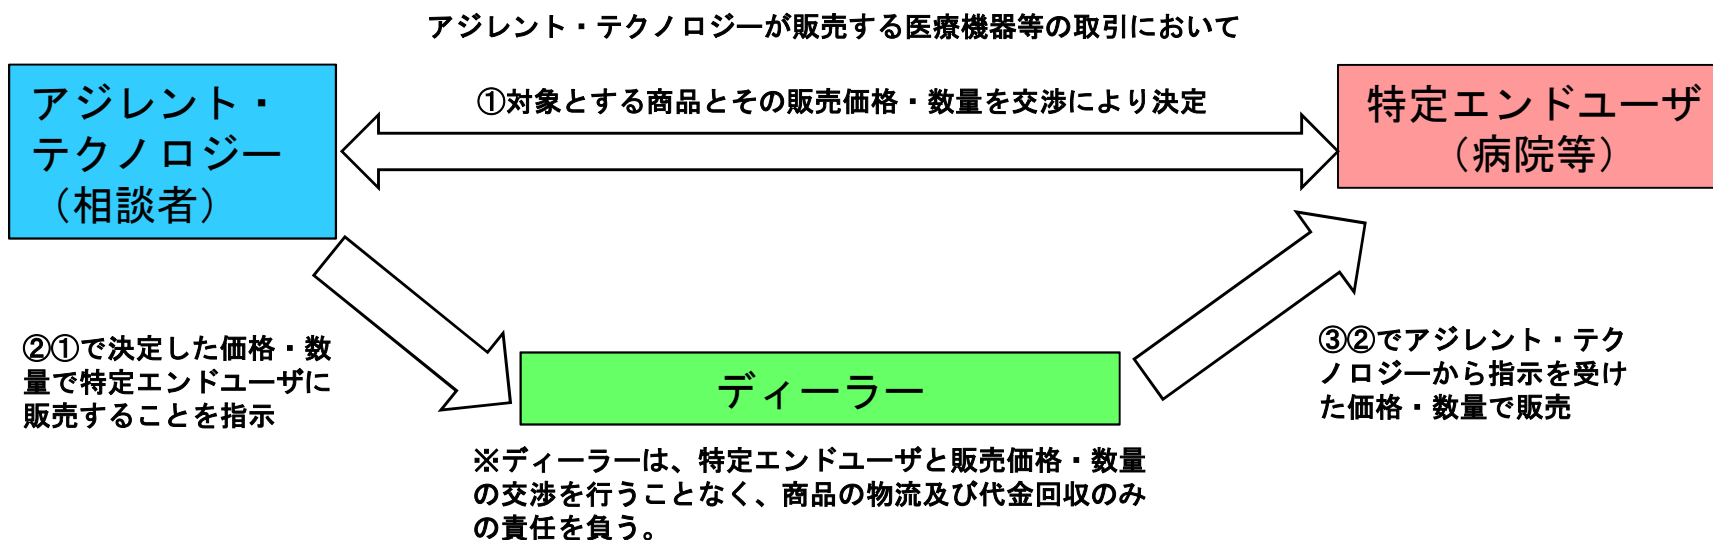 アジレント・テクノロジーが販売する医療機器等の取引において
アジレント・
テクノロジー
（相談者）
①対象とする商品とその販売価格・数量を交渉により決定
特定エンドユーザ
（病院等）
②①で決定した価格・数
量で特定エンドユーザに
販売することを指示
ディーラー
③②でアジレント・テク
ノロジーから指示を受け
た価格・数量で販売
※ディーラーは、特定エンドユーザと販売価格・数量
の交渉を行うことなく、商品の物流及び代金回収のみ
の責任を負う。